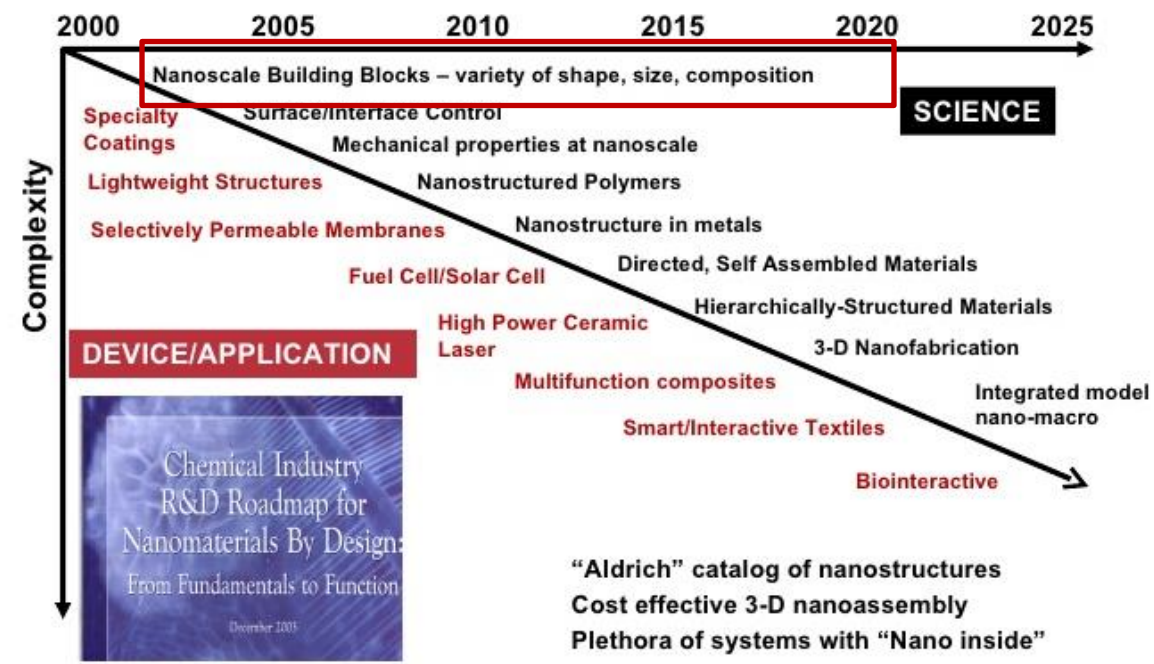 2000 2005 2010 2015 2020 2025
Nanoscale Building Blocks – variety of shape, size, composition
SCIENCE
Specialty
Coatings
Surface/Interface Control
Mechanical properties at nanoscale
Lightweight Structures
Nanostructured Polymers
Selectively Permeable Membranes
Nanostructure in metals
Complexity
Fuel Cell/Solar Cell
Directed, Self Assembled Materials
Hierarchically-Structured Materials
High Power Ceramic
Laser
3-D Nanofabrication
DEVICE/APPLICATION
Multifunction composites
Integrated model
nano-macro
Smart/Interactive Textiles
Biointeractive
Chemical Industry
R&D Roadmap for
Nanomaterials By Design:
From Fundamentals to Function
December 2003
“Aldrich” catalog of nanostructures
Cost effective 3-D nanoassembly
Plethora of systems with “Nano inside”